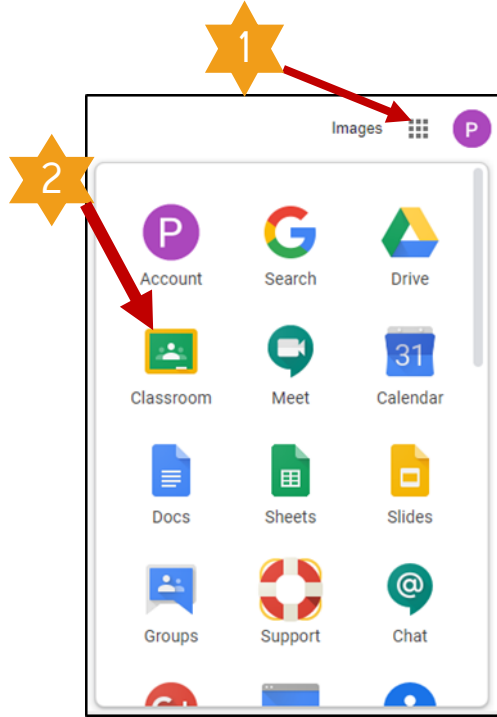 1
Images
P
2
P
G
Account Search Drive
31
Classroom Meet Calendar
Docs Sheets Slides
@
Groups Support Chat
G+